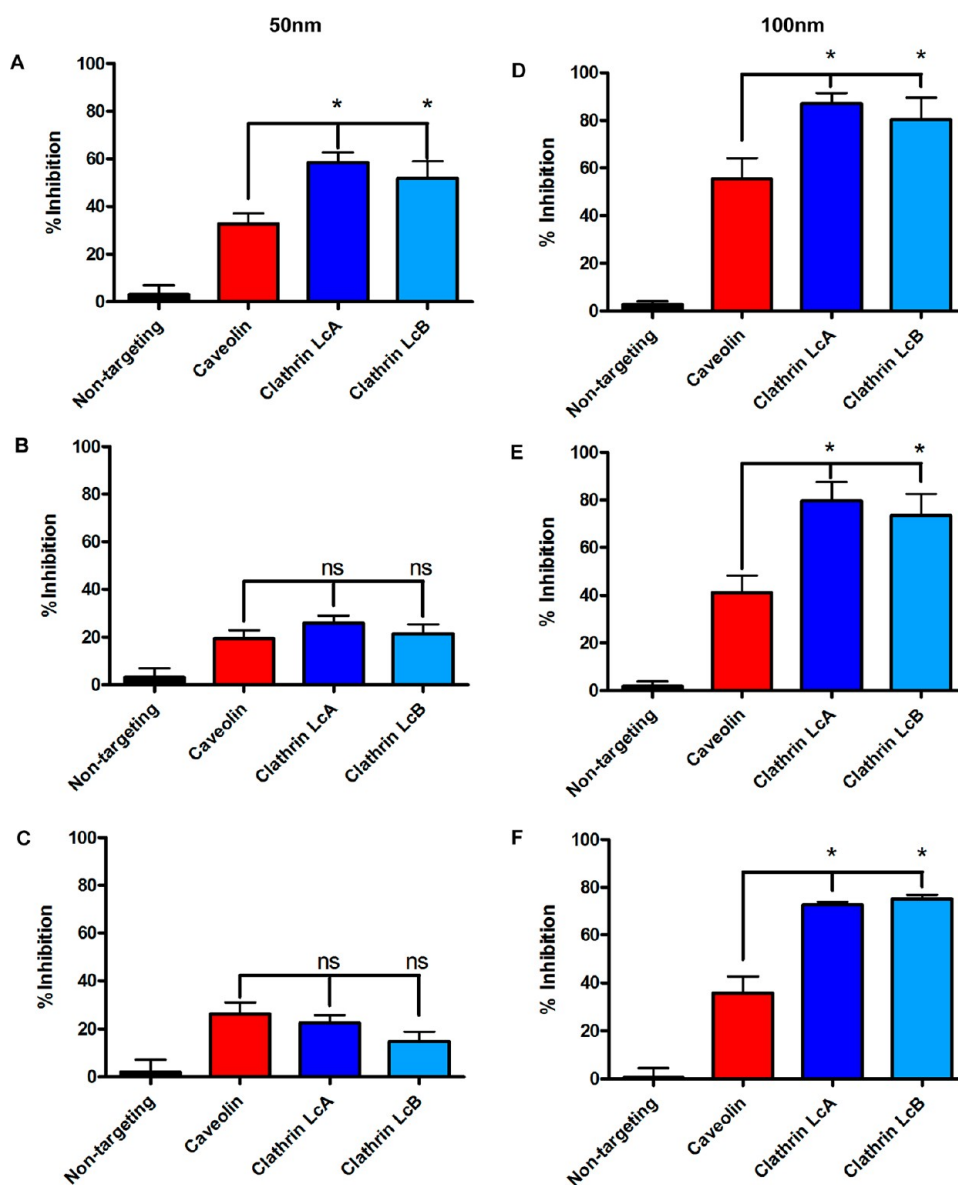 50nm
100nm
A
% Inhibition
100
80
60
40
20
0
* *
Non-targeting
Caveolin
Clathrin LcA
Clathrin LcB
D
% Inhibition
100
80
60
40
20
0
* *
Non-targeting
Caveolin
Clathrin LcA
Clathrin LcB
B
% Inhibition
100
80
60
40
20
0
ns ns
Non-targeting
Caveolin
Clathrin LcA
Clathrin LcB
E
% Inhibition
100
80
60
40
20
0
* *
Non-targeting
Caveolin
Clathrin LcA
Clathrin LcB
C
% Inhibition
100
80
60
40
20
0
ns ns
Non-targeting
Caveolin
Clathrin LcA
Clathrin LcB
F
% Inhibition
100
80
60
40
20
0
* *
Non-targeting
Caveolin
Clathrin LcA
Clathrin LcB